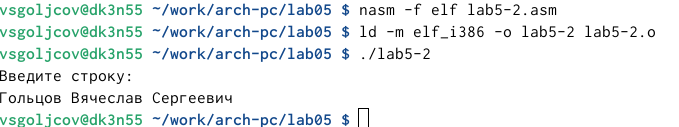 vsgoljcov@dk3n55 ~/work/arch-pc/lab05 $ nasm -f elf lab5-2.asm
vsgoljcov@dk3n55 ~/work/arch-pc/lab05 $ ld -m elf_i386 -o lab5-2 lab5-2.o
vsgoljcov@dk3n55 ~/work/arch-pc/lab05 $ ./lab5-2
Введите строку:
Гольцов Вячеслав Сергеевич
vsgoljcov@dk3n55 ~/work/arch-pc/lab05 $